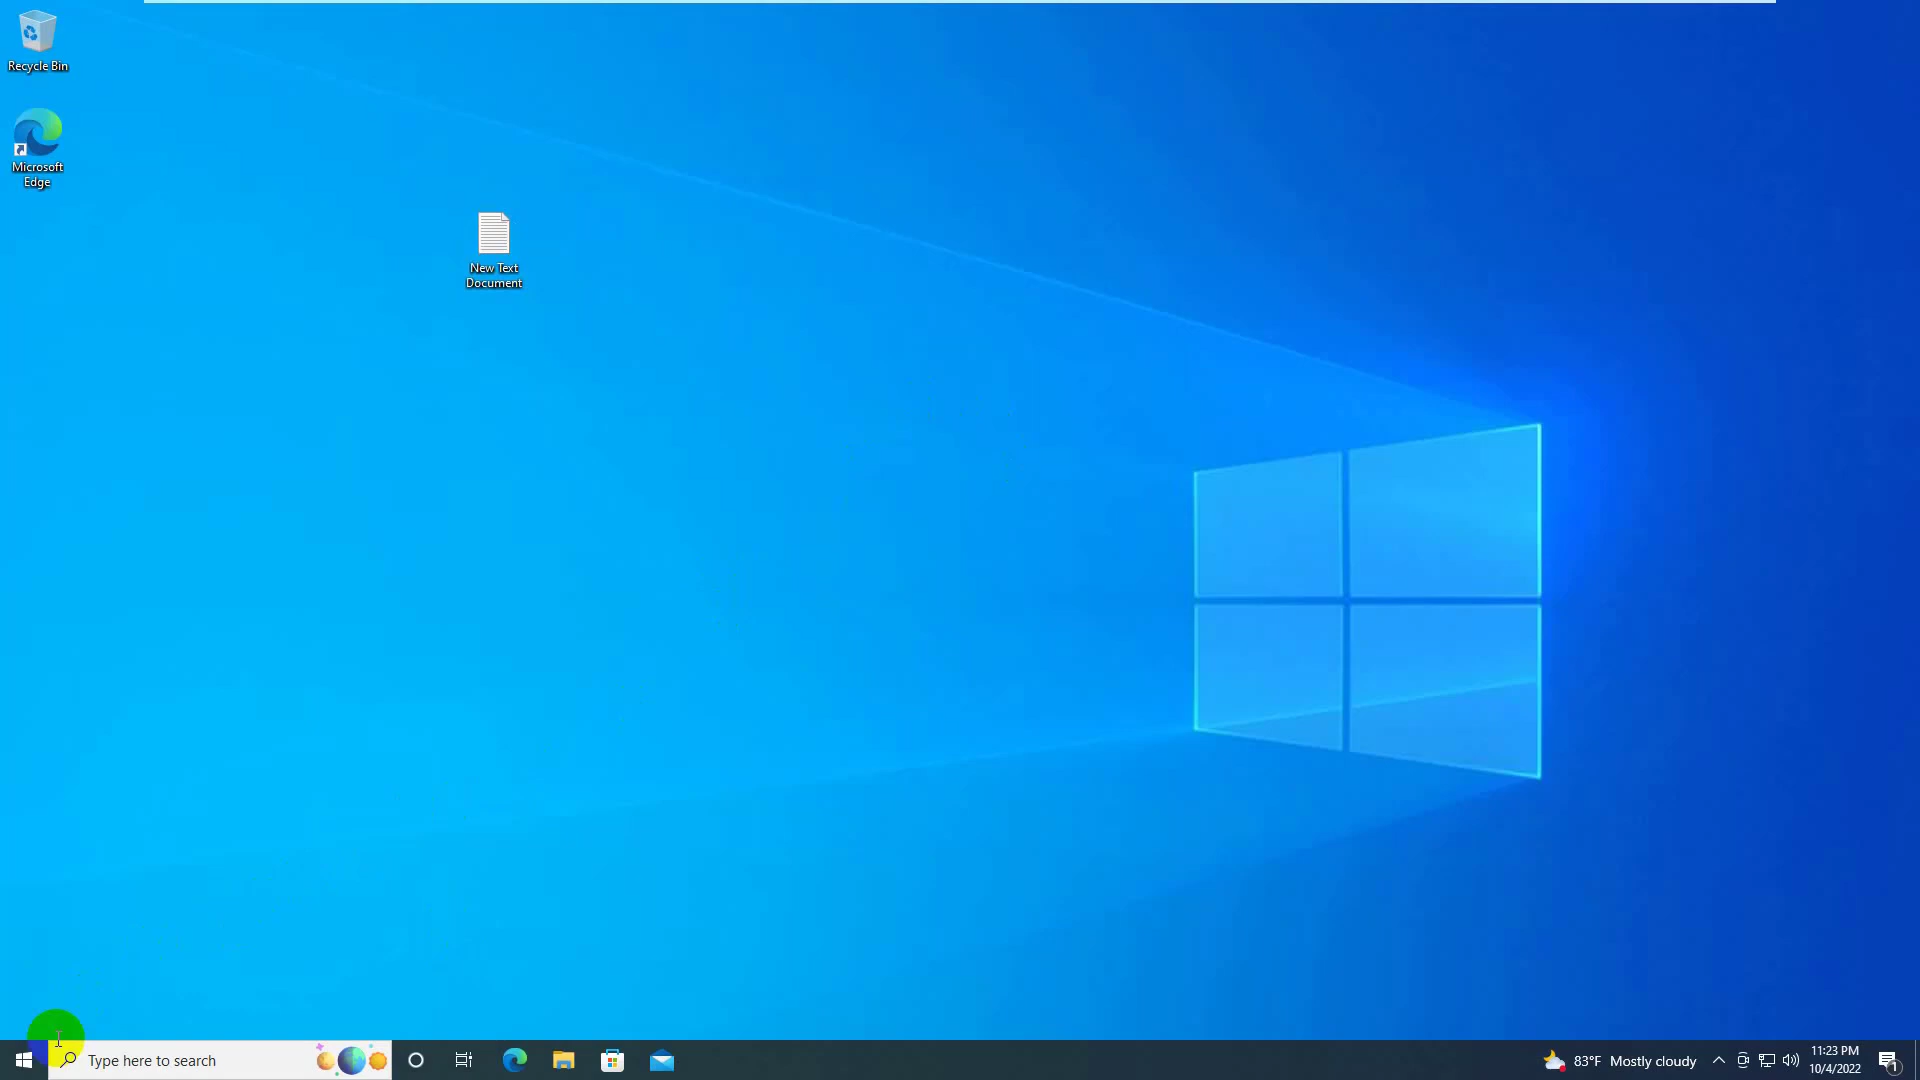 Recycle Bin
Microsoft
Edge
New Text
Document
Type here to search
83°F Mostly cloudy
11:23 PM
10/4/2022
1